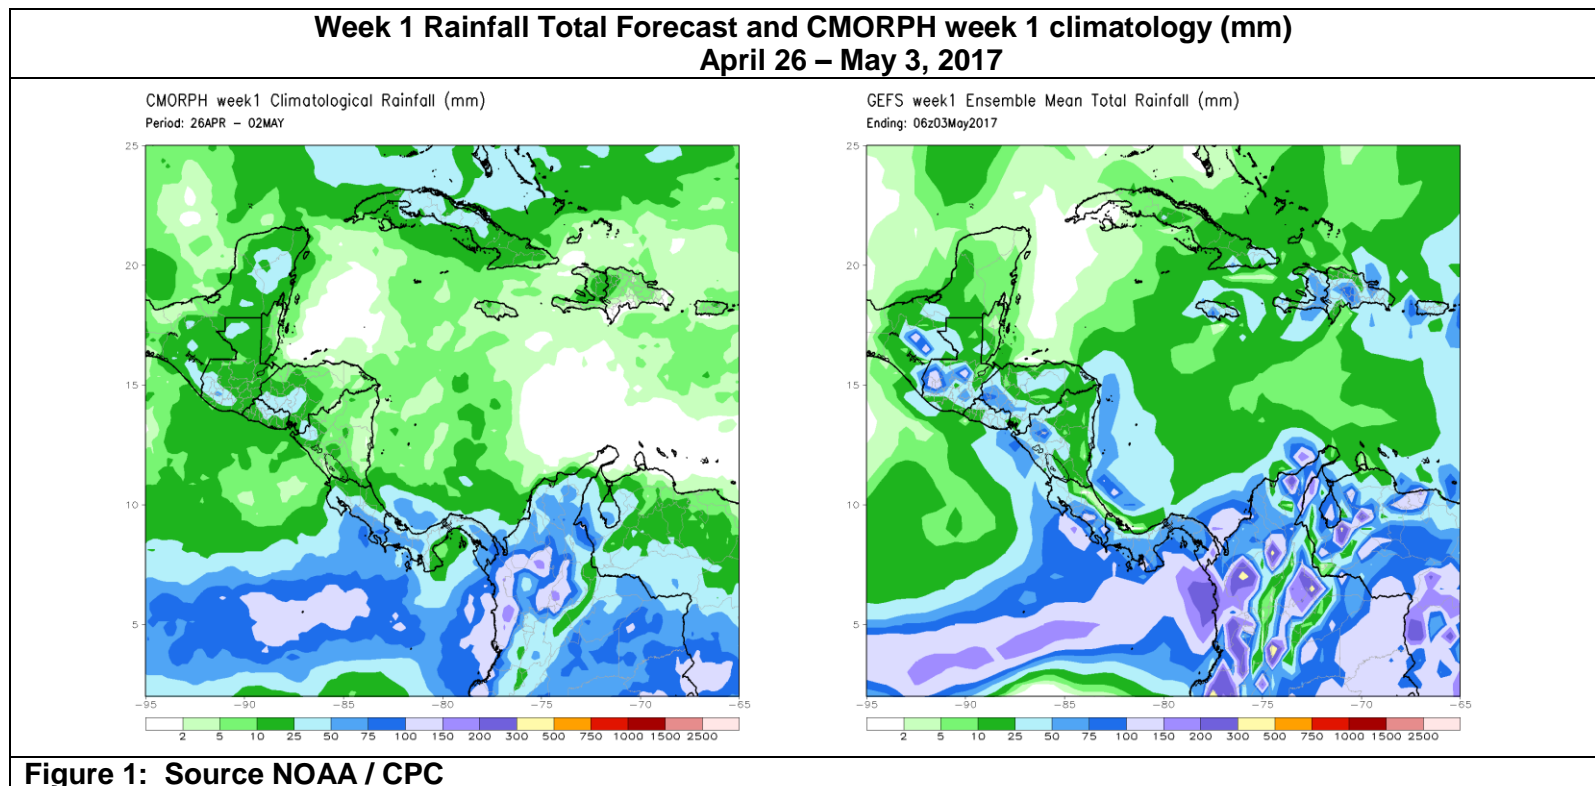 Week 1 Rainfall Total Forecast and CMORPH week 1 climatology (mm)
April 26 – May 3, 2017
CMORPH week1 Climatological Rainfall (mm)
Period: 26APR – 02MAY
25
20
15
10
5
-95 -90 -85 -80 -75 -70 -65
2 5 10 25 50 75 100 150 200 300 500 750 1000 1500 2500
GEFS week1 Ensemble Mean Total Rainfall (mm)
Ending: 06z03May2017
25
20
15
10
5
-95 -90 -85 -80 -75 -70 -65
2 5 10 25 50 75 100 150 200 300 500 750 1000 1500 2500
Figure 1: Source NOAA / CPC